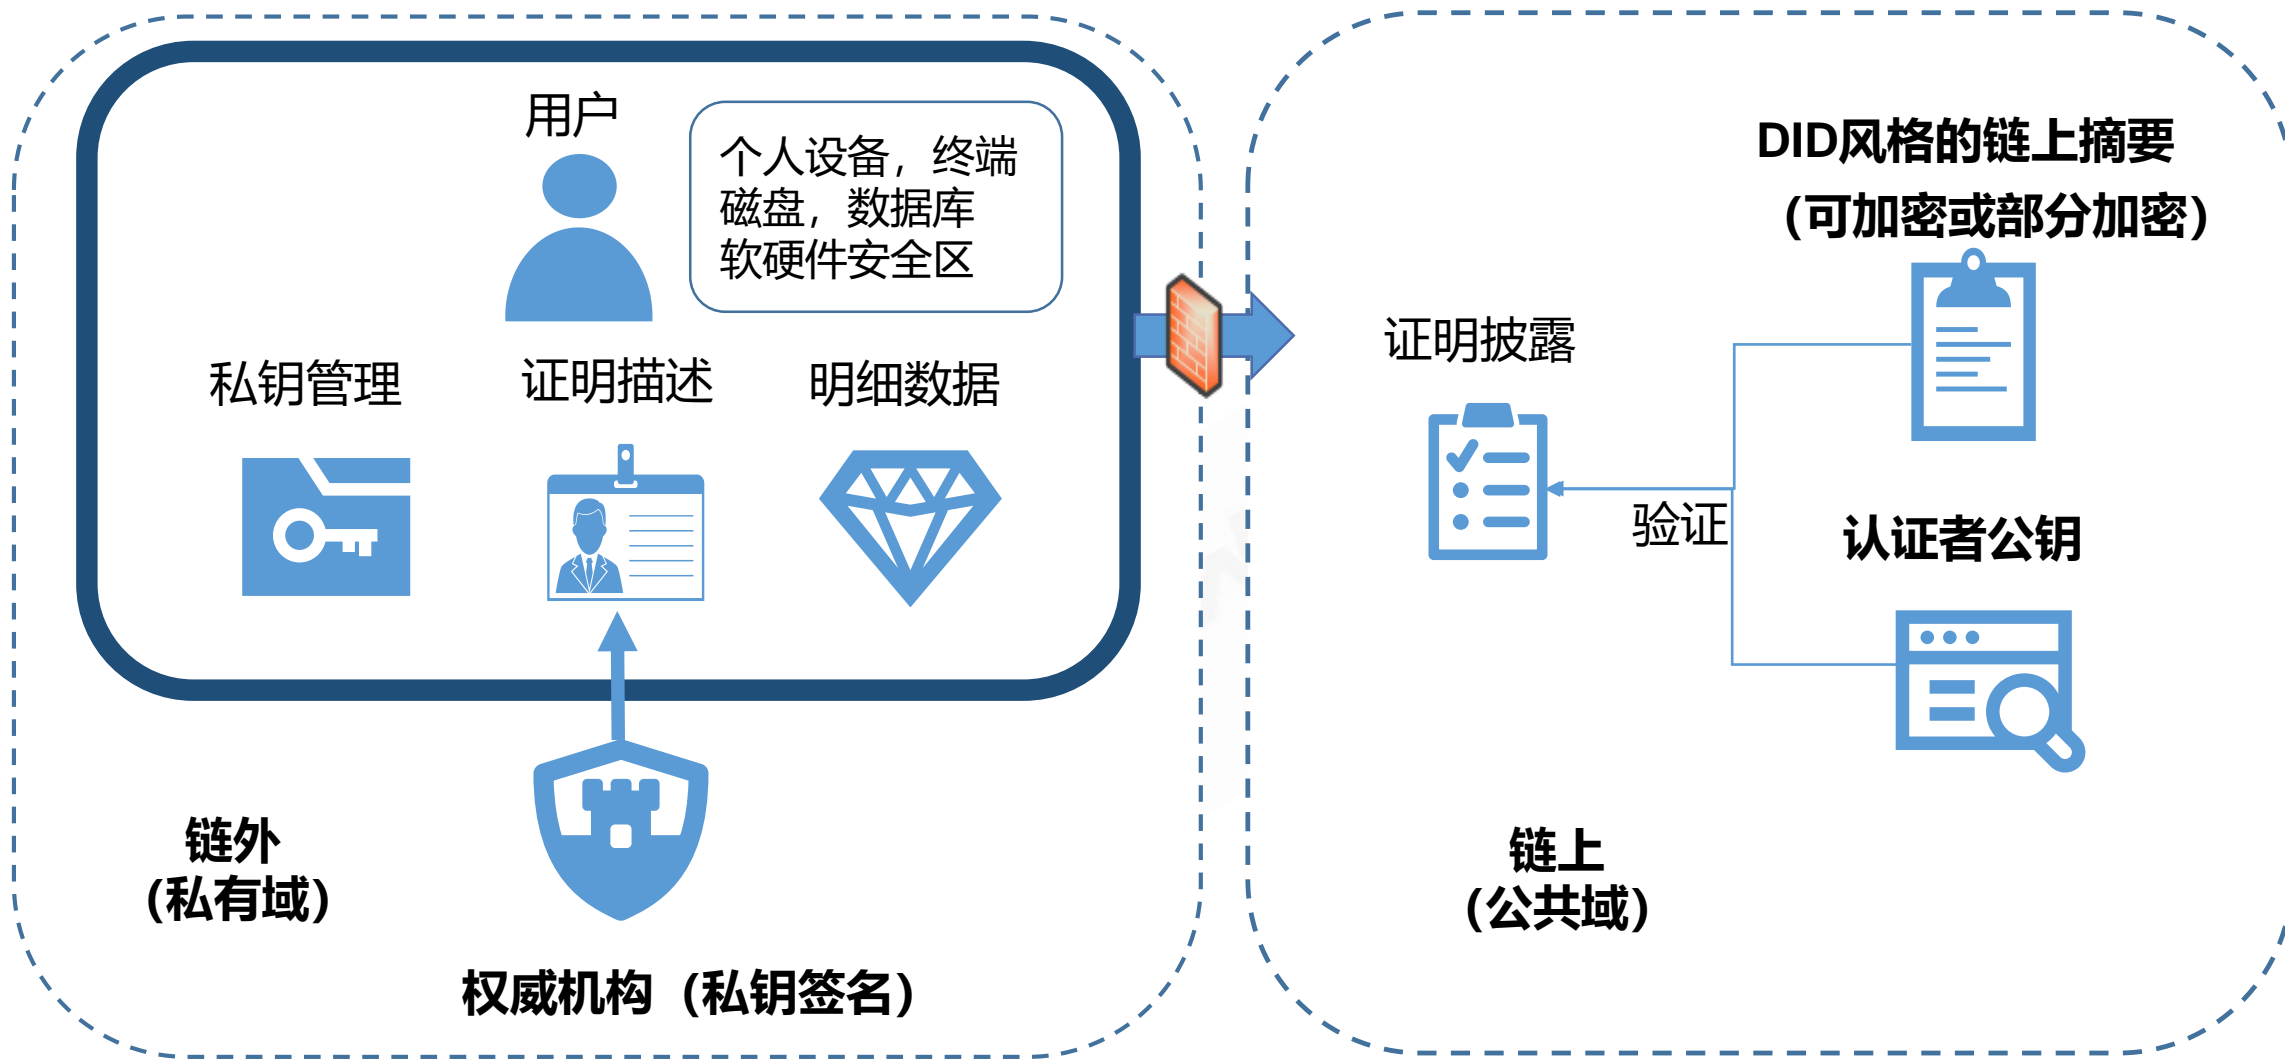 用户
个人设备，终端
磁盘，数据库
软硬件安全区
私钥管理
证明描述
明细数据
链外
（私有域）
权威机构（私钥签名）
DID风格的链上摘要
（可加密或部分加密）
证明披露
验证
认证者公钥
链上
（公共域）